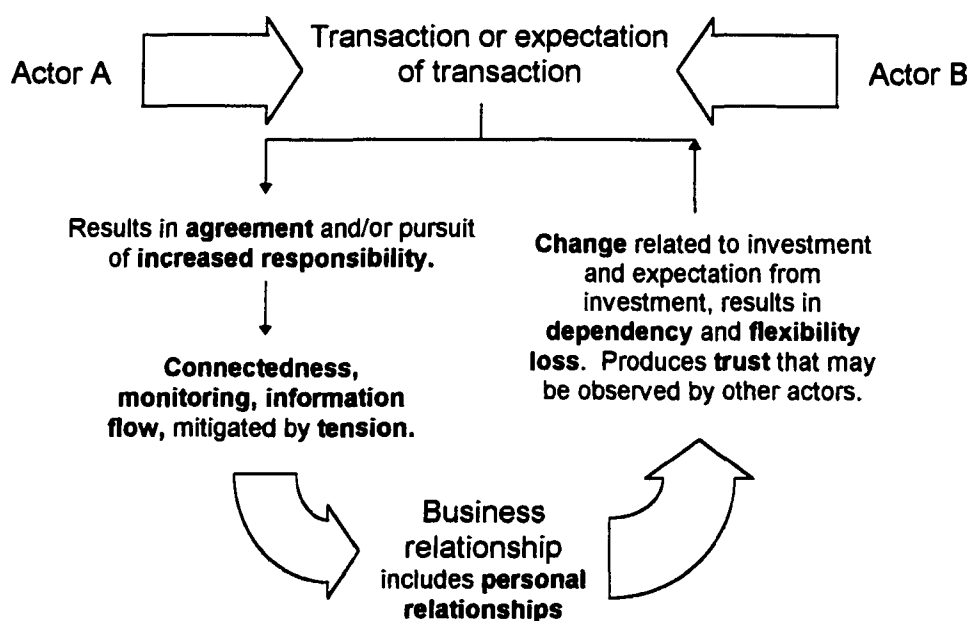 Actor A
Transaction or expectation
of transaction
Actor B
Results in agreement and/or pursuit
of increased responsibility.
Connectedness,
monitoring, information
flow, mitigated by tension.
Business
relationship
includes personal
relationships
Change related to investment
and expectation from
investment, results in
dependency and flexibility
loss. Produces trust that may
be observed by other actors.